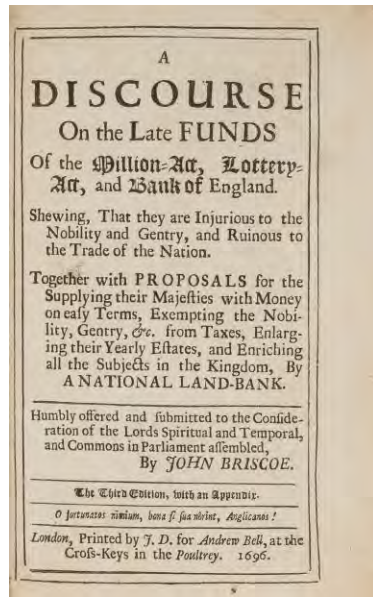 A
DISCOURSE
On the Late FUNDS
Of the Million-Act, Lottery-
Act, and Bank of England.
Shewing, That they are Injurious to the
Nobility and Gentry, and Ruinous to
the Trade of the Nation.
Together with PROPOSALS for the
Supplying their Majeſties with Money
on eaſy Terms, Exempting the Nobi-
lity, Gentry, &c. from Taxes, Enlarg-
ing their Yearly Eſtates, and Enriching
all the Subjects in the Kingdom, By
A NATIONAL LAND-BANK.
Humbly offered and ſubmitted to the Conſide-
ration of the Lords Spiritual and Temporal,
and Commons in Parliament aſſembled,
By JOHN BRISCOE.
The Third Edition, with an Appendix.
O fortunatos nimium, bona ſi ſua nôrint, Anglicanos !
London, Printed by J. D. for Andrew Bell, at the
Croſs-Keys in the Poultrey. 1696.